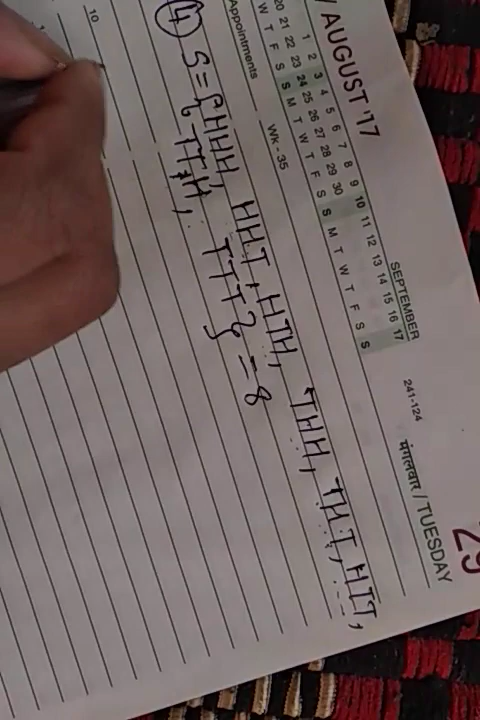 / AUGUST '17
1 2 3 4 5 6 7 8 9 10 11 12 13 14 15 16 17
20 21 22 23 24 25 26 27 28 29 30
W T F S S M T W T F S S M T W T F S S
SEPTEMBER
241-124
मंगलवार / TUESDAY
29
Appointments
WK - 35
④ S = { HHH, HHT, HTH, THH, THT, HTT,
TTH, TTT } = 8
10